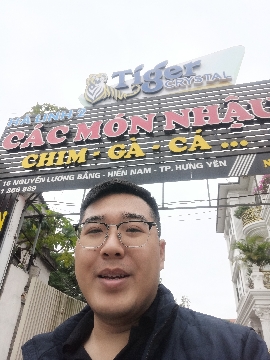 Tiger
CRYSTAL
CÁC MÓN NHẬU
CHIM - GÀ - CÁ ...
16 NGUYỄN LƯƠNG BẰNG - HIẾN NAM - TP. HƯNG YÊN